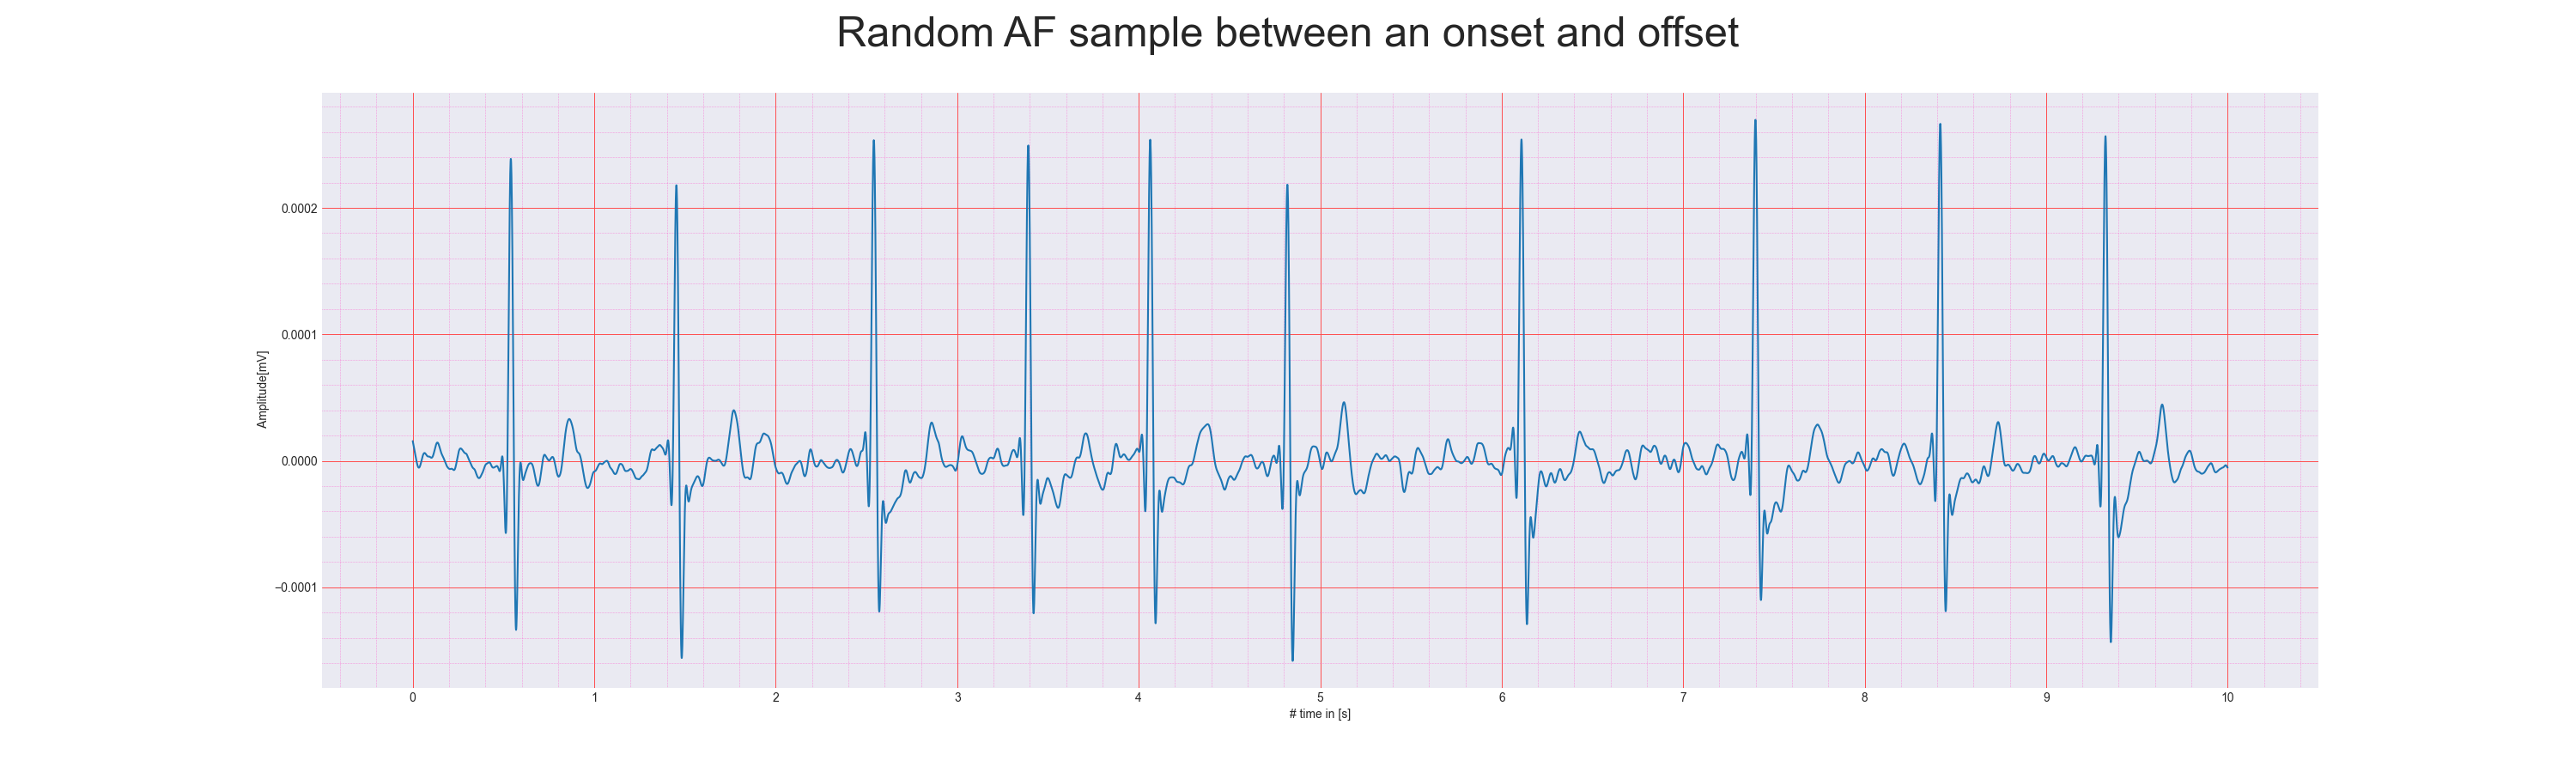 Random AF sample between an onset and offset
Amplitude[mV]
0.0002
0.0001
0.0000
−0.0001
0 1 2 3 4 5 6 7 8 9 10
# time in [s]